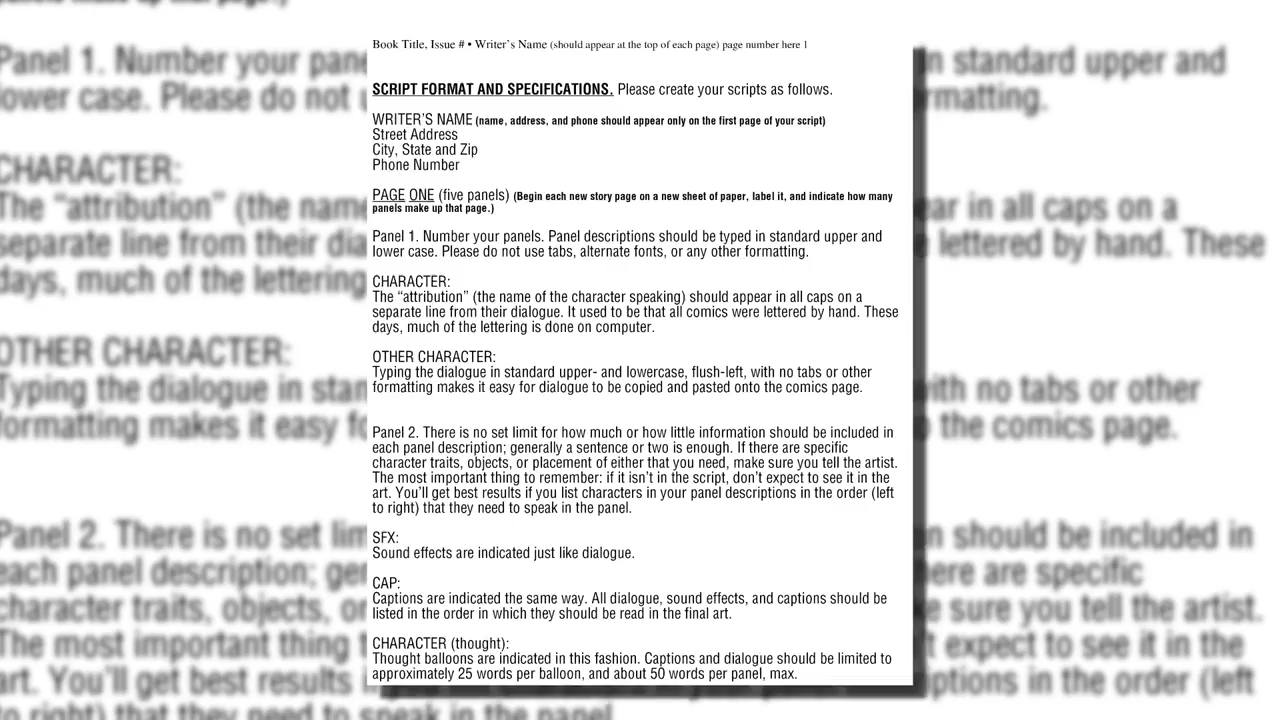 Book Title, Issue # • Writer's Name (should appear at the top of each page) page number here 1
SCRIPT FORMAT AND SPECIFICATIONS. Please create your scripts as follows.
WRITER'S NAME (name, address, and phone should appear only on the first page of your script)
Street Address
City, State and Zip
Phone Number
PAGE ONE (five panels) (Begin each new story page on a new sheet of paper, label it, and indicate how many
panels make up that page.)
Panel 1. Number your panels. Panel descriptions should be typed in standard upper and
lower case. Please do not use tabs, alternate fonts, or any other formatting.
CHARACTER:
The “attribution” (the name of the character speaking) should appear in all caps on a
separate line from their dialogue. It used to be that all comics were lettered by hand. These
days, much of the lettering is done on computer.
OTHER CHARACTER:
Typing the dialogue in standard upper- and lowercase, flush-left, with no tabs or other
formatting makes it easy for dialogue to be copied and pasted onto the comics page.
Panel 2. There is no set limit for how much or how little information should be included in
each panel description; generally a sentence or two is enough. If there are specific
character traits, objects, or placement of either that you need, make sure you tell the artist.
The most important thing to remember: if it isn't in the script, don't expect to see it in the
art. You'll get best results if you list characters in your panel descriptions in the order (left
to right) that they need to speak in the panel.
SFX:
Sound effects are indicated just like dialogue.
CAP:
Captions are indicated the same way. All dialogue, sound effects, and captions should be
listed in the order in which they should be read in the final art.
CHARACTER (thought):
Thought balloons are indicated in this fashion. Captions and dialogue should be limited to
approximately 25 words per balloon, and about 50 words per panel, max.